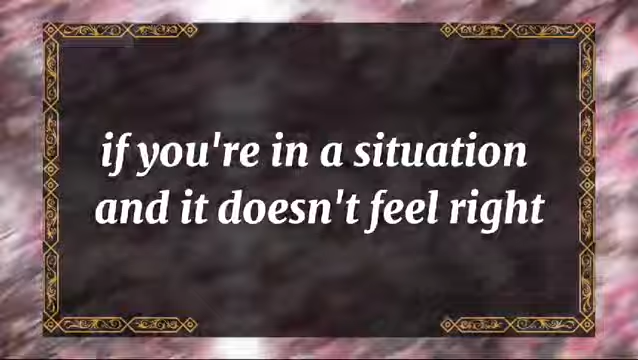 if you're in a situation
and it doesn't feel right